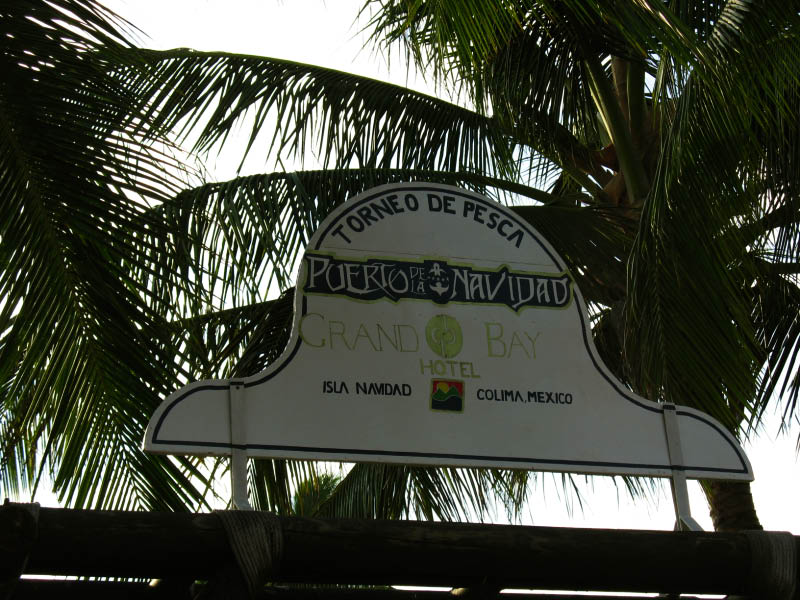 TORNEO DE PESCA
PUERTO DE LA NAVIDAD
GRAND BAY
HOTEL
ISLA NAVIDAD COLIMA, MEXICO